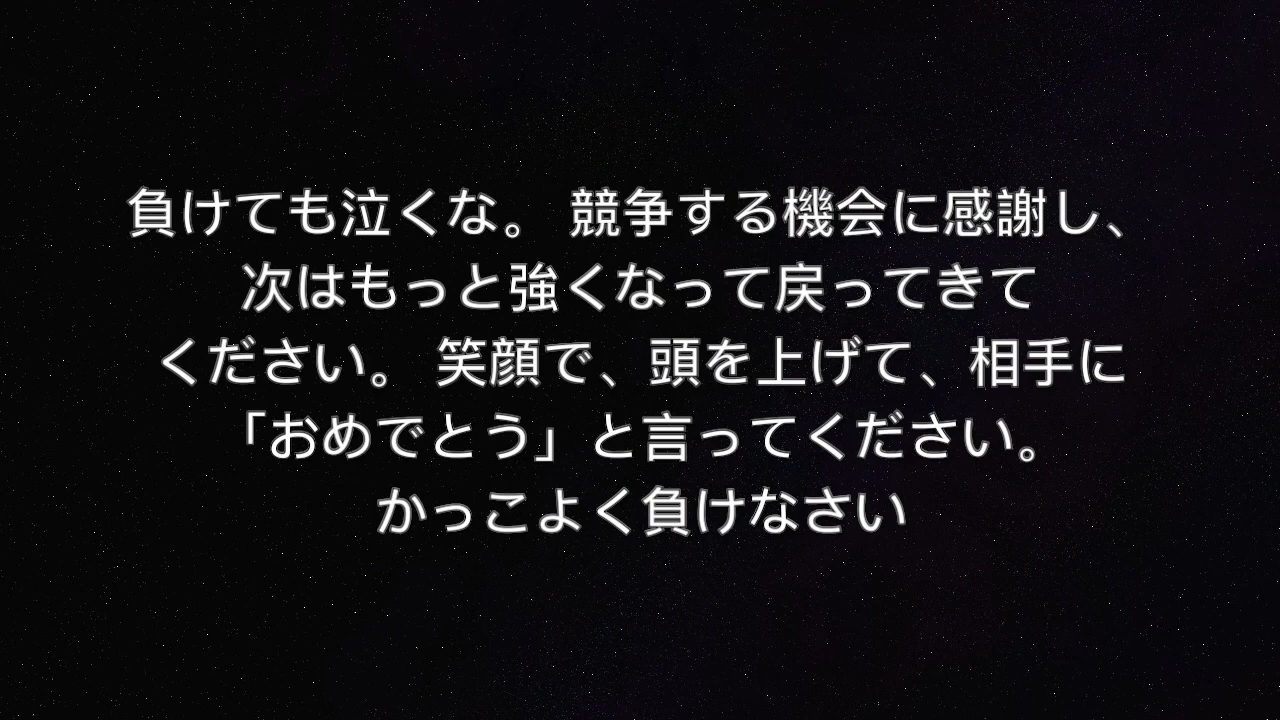 負けても泣くな。 競争する機会に感謝し、
次はもっと強くなって戻ってきて
ください。 笑顔で、頭を上げて、相手に
「おめでとう」と言ってください。
かっこよく負けなさい